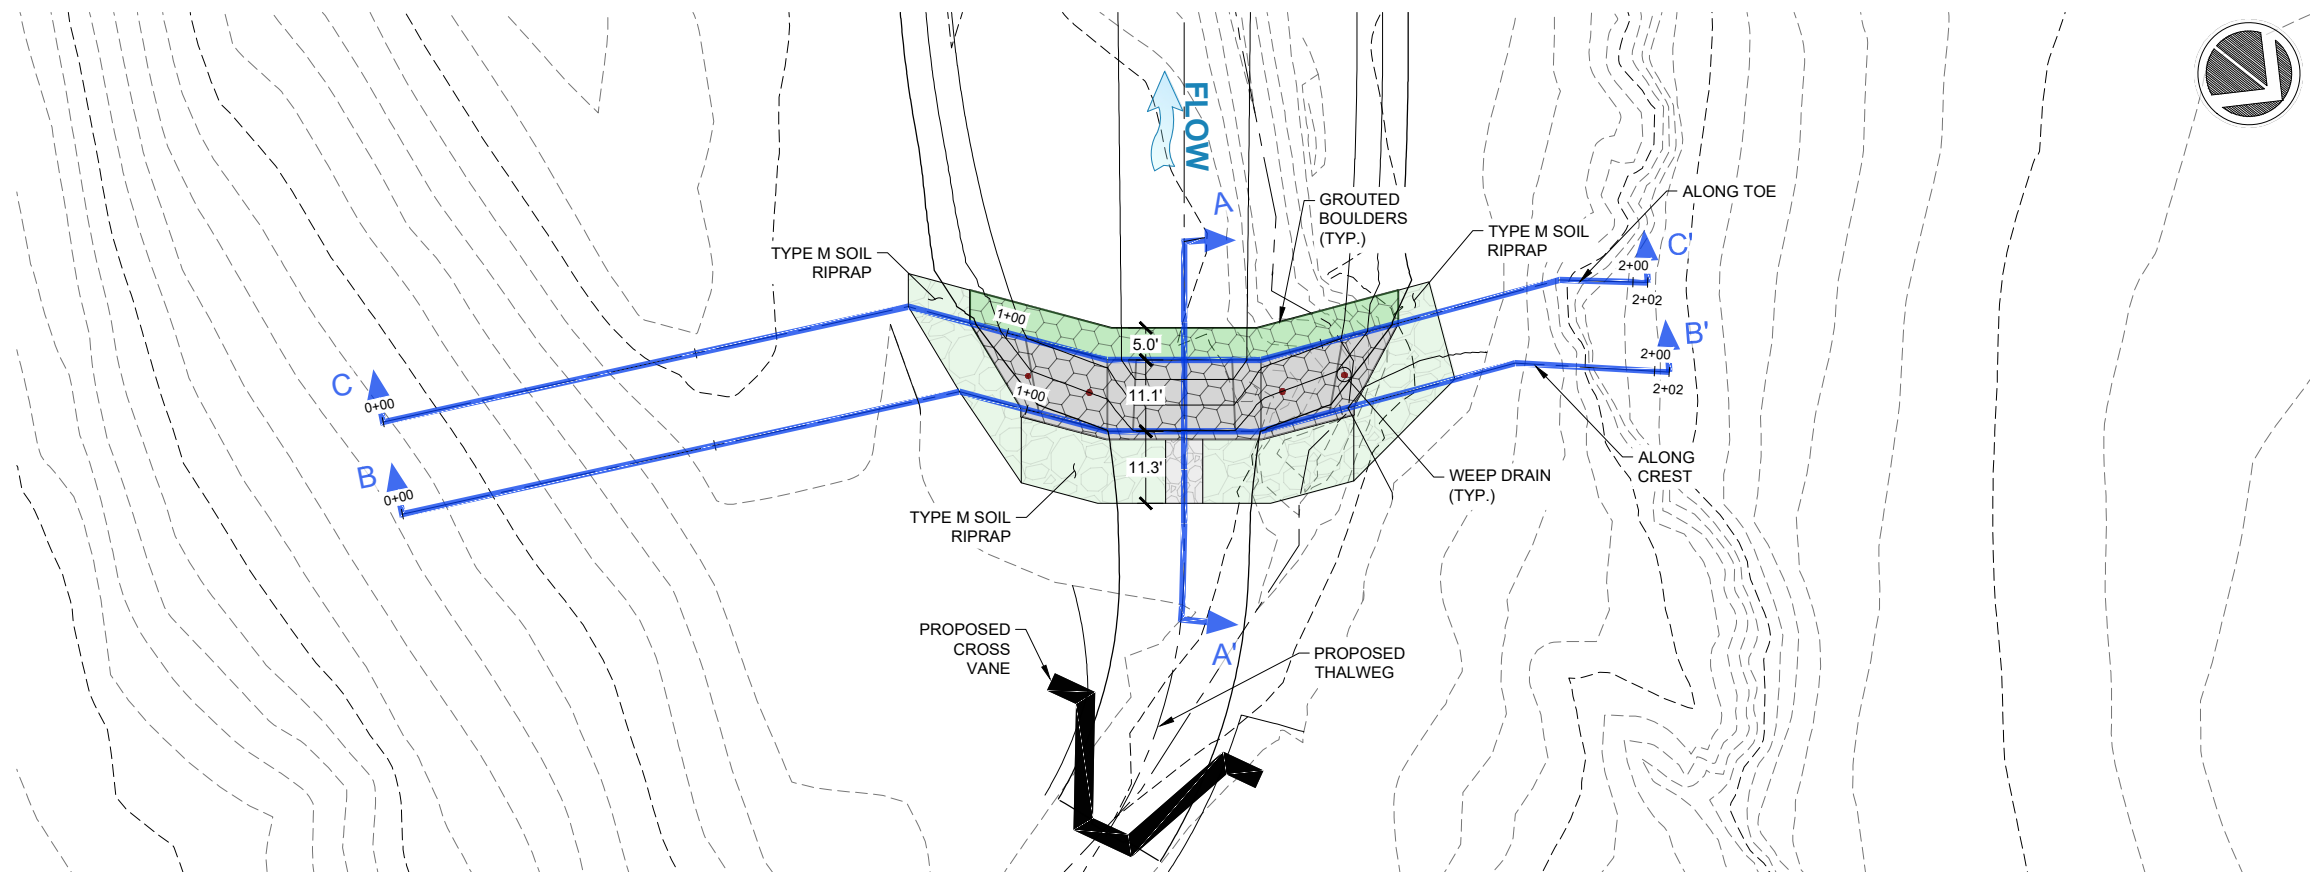 FLOW
A
GROUTED
BOULDERS
(TYP.)
ALONG TOE
TYPE M SOIL
RIPRAP
TYPE M SOIL
RIPRAP
C'
2+00
2+02
1+00
5.0'
B'
2+00
2+02
C
0+00
1+00
11.1'
B
0+00
11.3'
ALONG
CREST
WEEP DRAIN
(TYP.)
TYPE M SOIL
RIPRAP
PROPOSED
CROSS
VANE
A'
PROPOSED
THALWEG